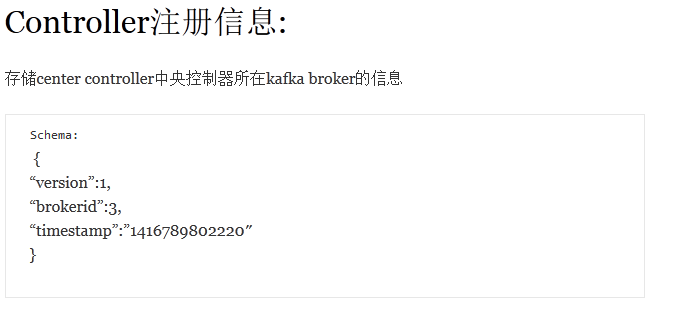 Controller注册信息:
存储center controller中央控制器所在kafka broker的信息
Schema:
{
“version”:1,
“brokerid”:3,
“timestamp”:”1416789802220″
}